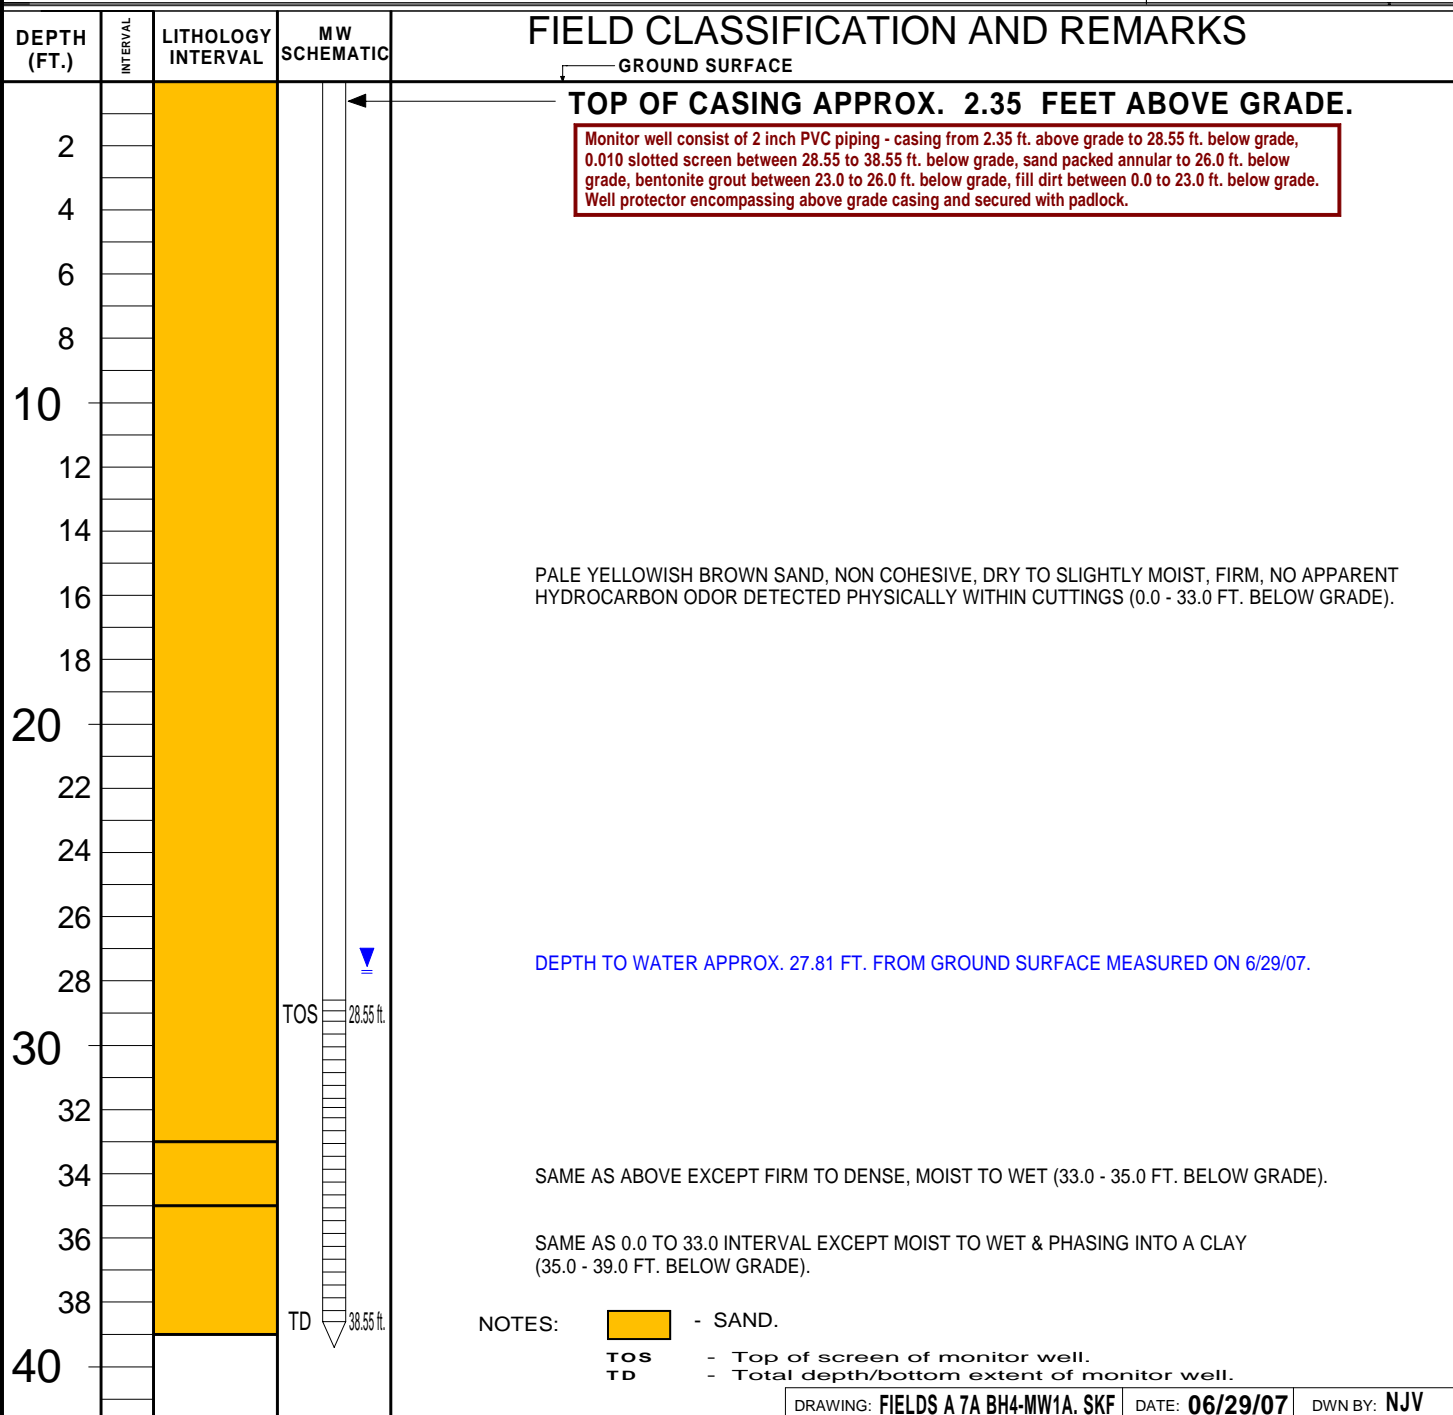 DEPTH
(FT.)
INTERVAL
LITHOLOGY
INTERVAL
MW
SCHEMATIC
FIELD CLASSIFICATION AND REMARKS
GROUND SURFACE
TOP OF CASING APPROX. 2.35 FEET ABOVE GRADE.
Monitor well consist of 2 inch PVC piping - casing from 2.35 ft. above grade to 28.55 ft. below grade,
0.010 slotted screen between 28.55 to 38.55 ft. below grade, sand packed annular to 26.0 ft. below
grade, bentonite grout between 23.0 to 26.0 ft. below grade, fill dirt between 0.0 to 23.0 ft. below grade.
Well protector encompassing above grade casing and secured with padlock.
2
4
6
8
10
12
14
PALE YELLOWISH BROWN SAND, NON COHESIVE, DRY TO SLIGHTLY MOIST, FIRM, NO APPARENT
HYDROCARBON ODOR DETECTED PHYSICALLY WITHIN CUTTINGS (0.0 - 33.0 FT. BELOW GRADE).
16
18
20
22
24
26
DEPTH TO WATER APPROX. 27.81 FT. FROM GROUND SURFACE MEASURED ON 6/29/07.
28
TOS 28.55 ft.
30
32
34
SAME AS ABOVE EXCEPT FIRM TO DENSE, MOIST TO WET (33.0 - 35.0 FT. BELOW GRADE).
36
SAME AS 0.0 TO 33.0 INTERVAL EXCEPT MOIST TO WET & PHASING INTO A CLAY
(35.0 - 39.0 FT. BELOW GRADE).
38
TD 38.55 ft.
NOTES: - SAND.
TOS - Top of screen of monitor well.
TD - Total depth/bottom extent of monitor well.
40
DRAWING: FIELDS A 7A BH4-MW1A. SKF DATE: 06/29/07 DWN BY: NJV